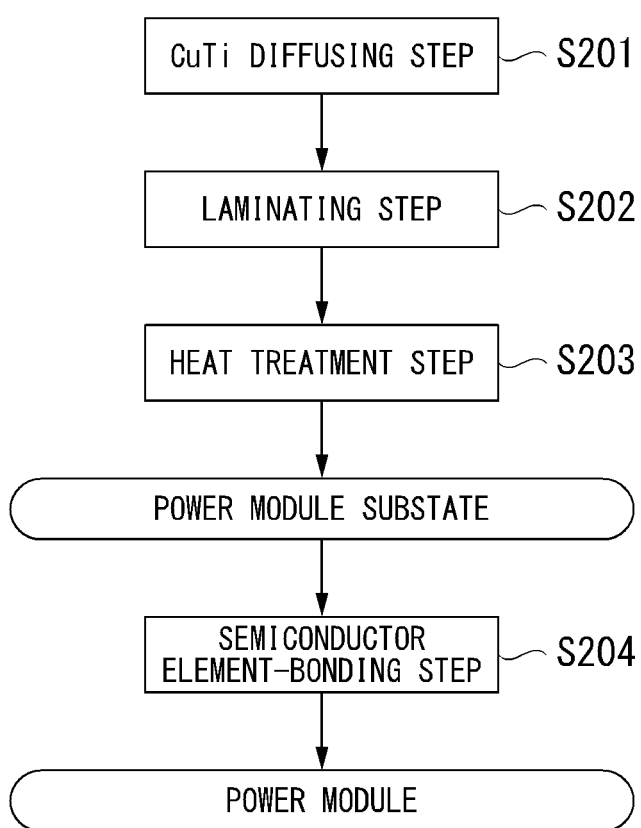 CuTi DIFFUSING STEP S201
LAMINATING STEP S202
HEAT TREATMENT STEP S203
POWER MODULE SUBSTATE
SEMICONDUCTOR
ELEMENT-BONDING STEP S204
POWER MODULE